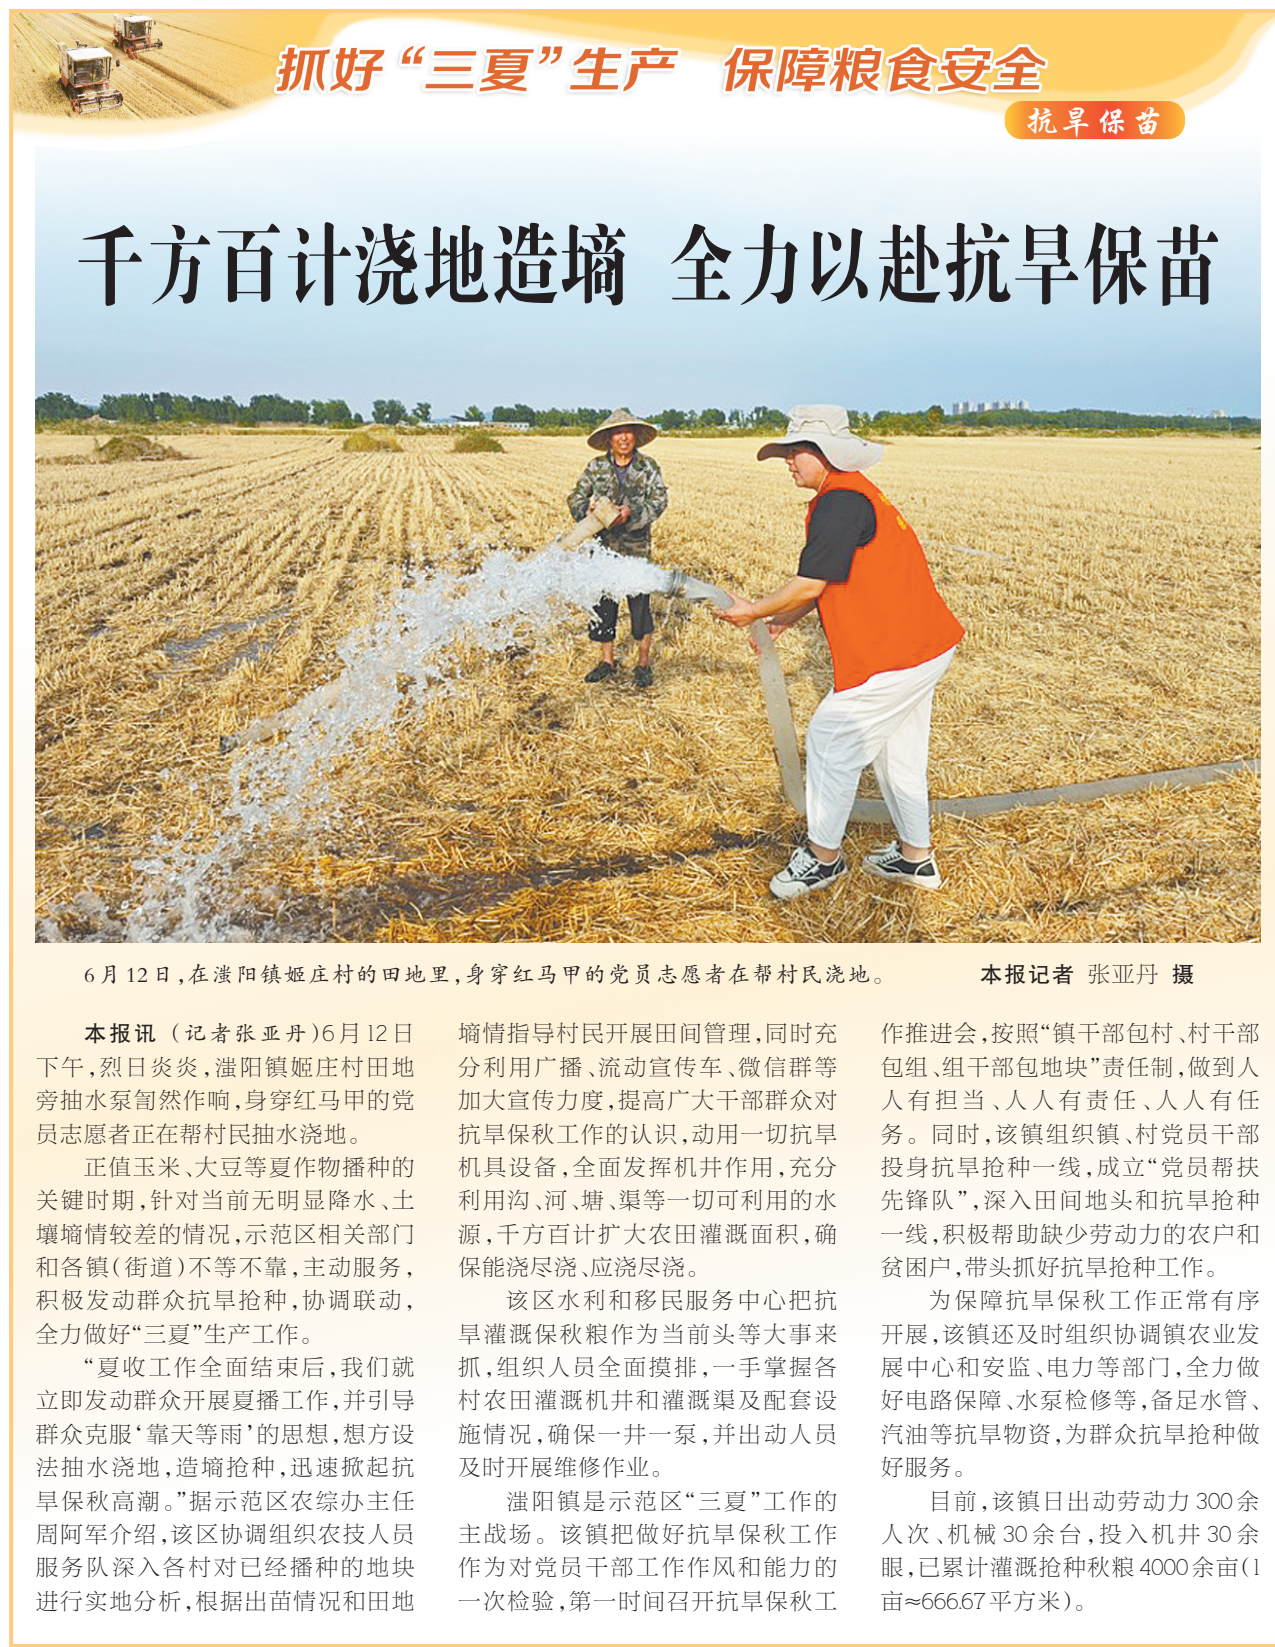 抓好“三夏”生产 保障粮食安全
抗旱保苗
千方百计浇地造墒 全力以赴抗旱保苗
6月12日,在滍阳镇姬庄村的田地里,身穿红马甲的党员志愿者在帮村民浇地。 本报记者 张亚丹 摄
本报讯 (记者张亚丹)6月12日
下午,烈日炎炎,滍阳镇姬庄村田地
旁抽水泵訇然作响,身穿红马甲的党
员志愿者正在帮村民抽水浇地。
正值玉米、大豆等夏作物播种的
关键时期,针对当前无明显降水、土
壤墒情较差的情况,示范区相关部门
和各镇(街道)不等不靠,主动服务,
积极发动群众抗旱抢种,协调联动,
全力做好“三夏”生产工作。
“夏收工作全面结束后,我们就
立即发动群众开展夏播工作,并引导
群众克服‘靠天等雨’的思想,想方设
法抽水浇地,造墒抢种,迅速掀起抗
旱保秋高潮。”据示范区农综办主任
周阿军介绍,该区协调组织农技人员
服务队深入各村对已经播种的地块
进行实地分析,根据出苗情况和田地
墒情指导村民开展田间管理,同时充
分利用广播、流动宣传车、微信群等
加大宣传力度,提高广大干部群众对
抗旱保秋工作的认识,动用一切抗旱
机具设备,全面发挥机井作用,充分
利用沟、河、塘、渠等一切可利用的水
源,千方百计扩大农田灌溉面积,确
保能浇尽浇、应浇尽浇。
该区水利和移民服务中心把抗
旱灌溉保秋粮作为当前头等大事来
抓,组织人员全面摸排,一手掌握各
村农田灌溉机井和灌溉渠及配套设
施情况,确保一井一泵,并出动人员
及时开展维修作业。
滍阳镇是示范区“三夏”工作的
主战场。该镇把做好抗旱保秋工作
作为对党员干部工作作风和能力的
一次检验,第一时间召开抗旱保秋工
作推进会,按照“镇干部包村、村干部
包组、组干部包地块”责任制,做到人
人有担当、人人有责任、人人有任
务。同时,该镇组织镇、村党员干部
投身抗旱抢种一线,成立“党员帮扶
先锋队”,深入田间地头和抗旱抢种
一线,积极帮助缺少劳动力的农户和
贫困户,带头抓好抗旱抢种工作。
为保障抗旱保秋工作正常有序
开展,该镇还及时组织协调镇农业发
展中心和安监、电力等部门,全力做
好电路保障、水泵检修等,备足水管、
汽油等抗旱物资,为群众抗旱抢种做
好服务。
目前,该镇日出动劳动力300余
人次、机械30余台,投入机井30余
眼,已累计灌溉抢种秋粮4000余亩(1
亩≈666.67平方米)。